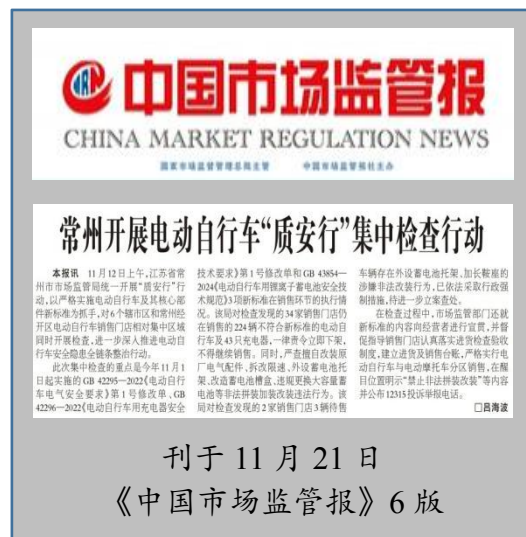 中国市场监管报
CHINA MARKET REGULATION NEWS
国家市场监督管理总局主管 中国市场监管报社主办
常州开展电动自行车“质安行”集中检查行动
本报讯 11月12日上午,江苏省常
州市市场监管局统一开展“质安行”行
动,以严格实施电动自行车及其核心部
件新标准为抓手,对6个辖市区和常州经
开区电动自行车销售门店相对集中区域
同时开展检查,进一步深入推进电动自
行车安全隐患全链条整治行动。
此次集中检查的重点是今年11月1
日起实施的GB 42295—2022《电动自行
车电气安全要求》第1号修改单、GB
42296—2022《电动自行车用充电器安全
技术要求》第1号修改单和GB 43854—
2024《电动自行车用锂离子蓄电池安全技
术规范》3项新标准在销售环节的执行情
况。该局对检查发现的34家销售门店仍
在销售的224辆不符合新标准的电动自
行车及43只充电器,一律责令立即下架,
不得继续销售。同时,严查擅自改装原
厂电气配件、拆改限速、外设蓄电池托
架、改造蓄电池槽盒、违规更换大容量蓄
电池等非法拼装加装改装违法行为。该
局对检查发现的2家销售门店3辆待售
车辆存在外设蓄电池托架、加长鞍座的
涉嫌非法改装行为,已依法采取行政强
制措施,待进一步立案查处。
在检查过程中,市场监管部门还就
新标准的内容向经营者进行宣贯,并督
促指导销售门店认真落实进货检查验收
制度,建立进货及销售台账,严格实行电
动自行车与电动摩托车分区销售,在醒
目位置明示“禁止非法拼装改装”等内容
并公布12315投诉举报电话。
□吕海波
刊于 11 月 21 日
《中国市场监管报》6 版